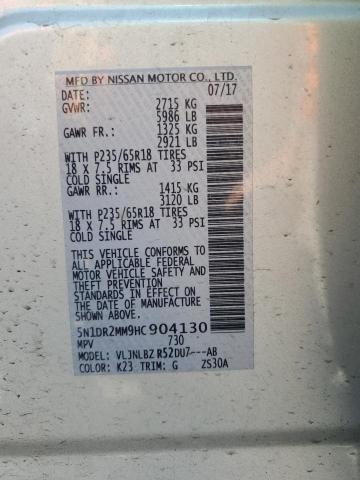 MFD BY NISSAN MOTOR CO., LTD.
DATE: 07/17
GVWR: 2715 KG
5986 LB
GAWR FR.: 1325 KG
2921 LB
WITH P235/65R18 TIRES
18 X 7.5 RIMS AT 33 PSI
COLD SINGLE
GAWR RR.: 1415 KG
3120 LB
WITH P235/65R18 TIRES
18 X 7.5 RIMS AT 33 PSI
COLD SINGLE
THIS VEHICLE CONFORMS TO
ALL APPLICABLE FEDERAL
MOTOR VEHICLE SAFETY AND
THEFT PREVENTION
STANDARDS IN EFFECT ON
THE DATE OF MANUFACTURE
SHOWN ABOVE.
5N1DR2MM9HC904130
MPV 730
MODEL: VLJNLBZ R52DU7---AB
COLOR: K23 TRIM: G ZS30A